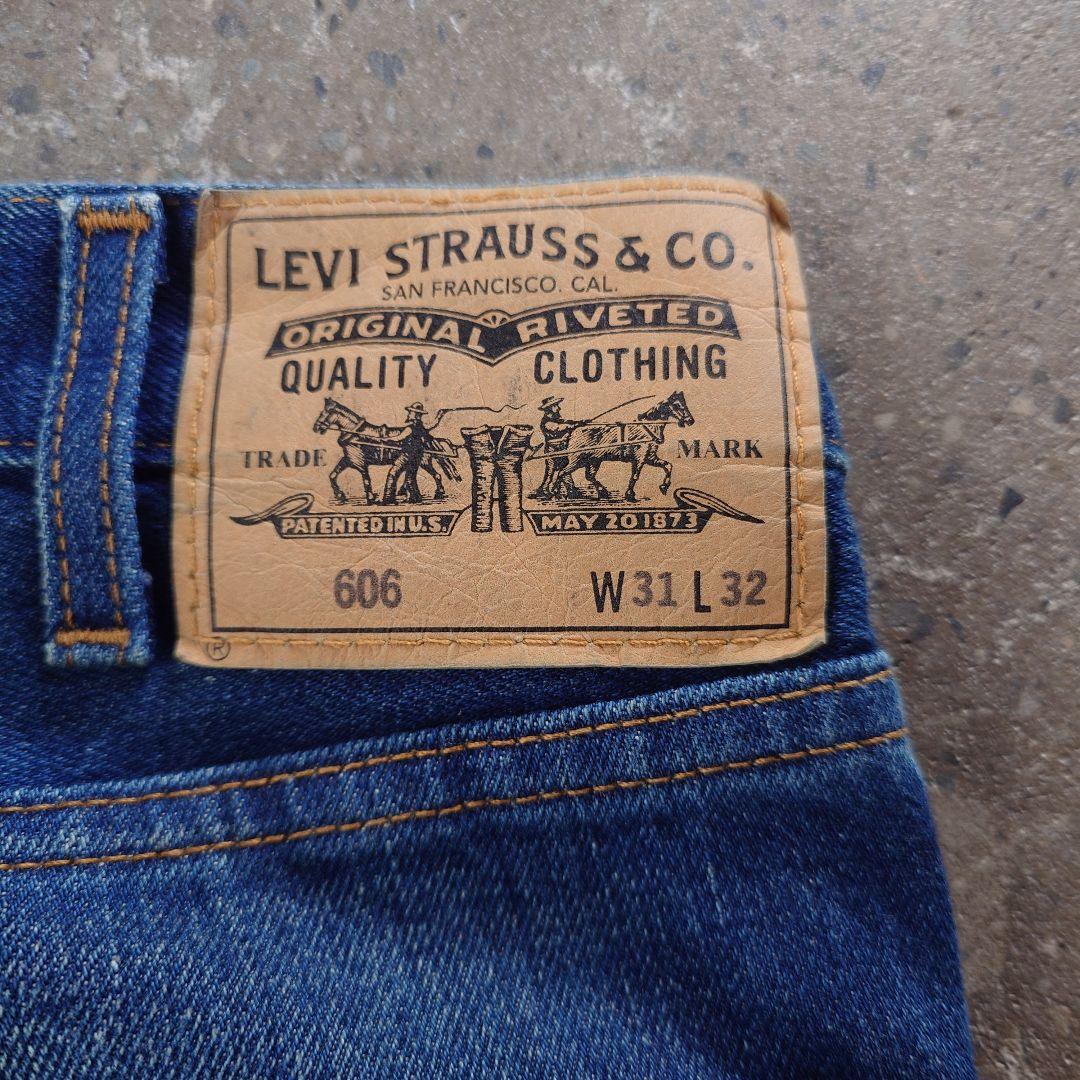 LEVI STRAUSS & CO.
SAN FRANCISCO. CAL.
ORIGINAL RIVETED
QUALITY CLOTHING
TRADE MARK
PATENTED IN U.S. MAY 20 1873
606 W31 L32
®